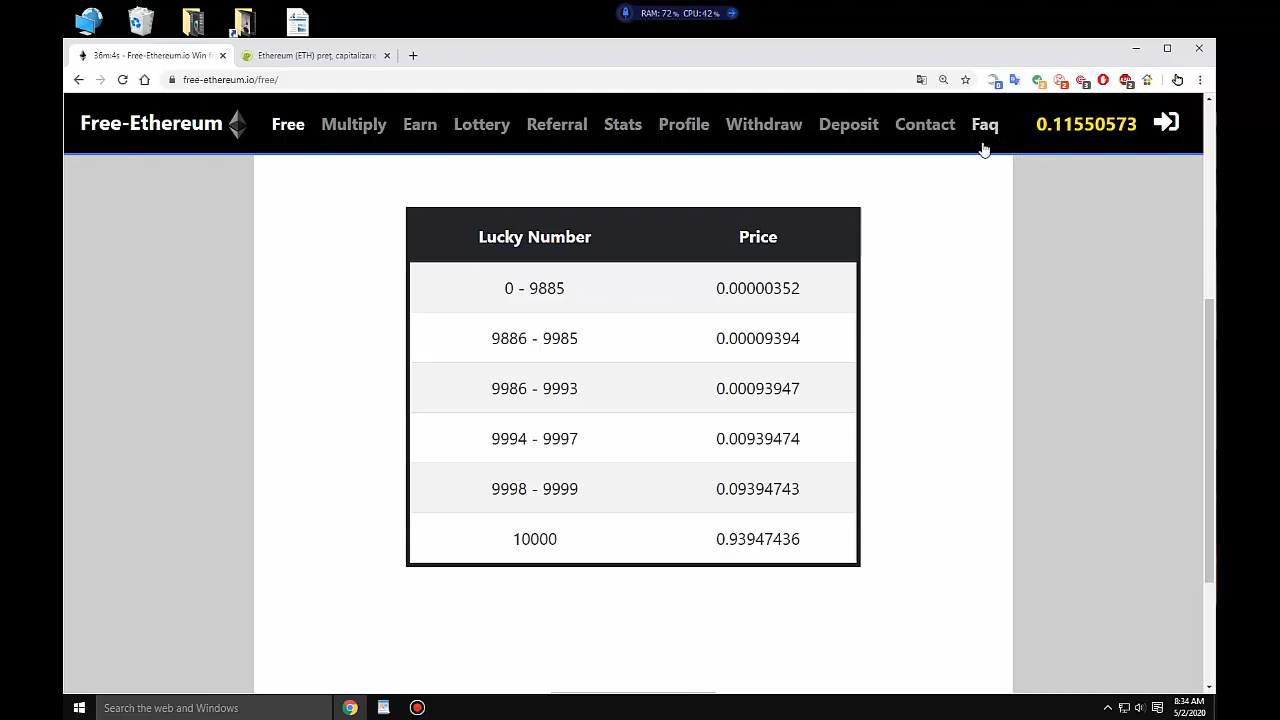 RAM: 72% CPU: 42%
36m:4s - Free-Ethereum.io Win f
Ethereum (ETH) preț, capitalizare
free-ethereum.io/free/
Free-Ethereum
Free Multiply Earn Lottery Referral Stats Profile Withdraw Deposit Contact Faq 0.11550573
Lucky Number Price
0 - 9885 0.00000352
9886 - 9985 0.00009394
9986 - 9993 0.00093947
9994 - 9997 0.00939474
9998 - 9999 0.09394743
10000 0.93947436
Search the web and Windows
8:34 AM
5/2/2020